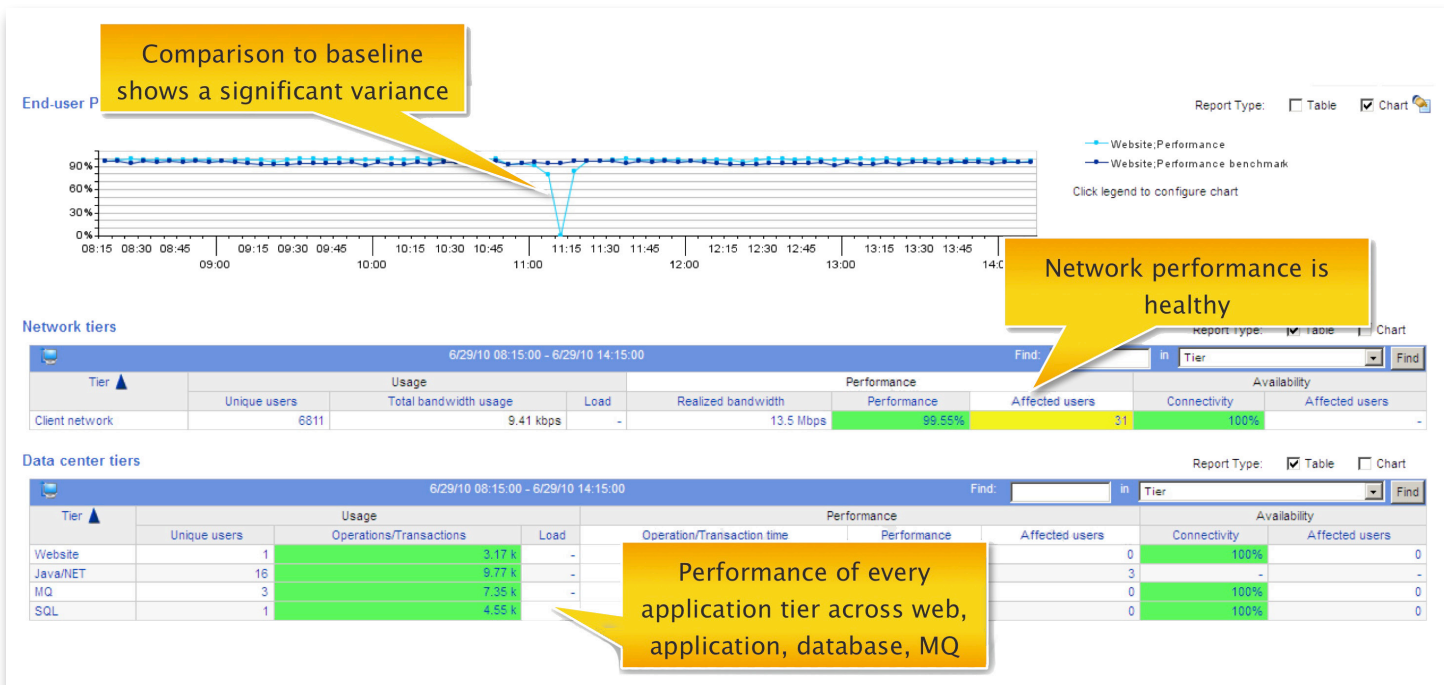 Comparison to baseline
shows a significant variance
End-user P
Report Type: Table Chart
Website;Performance
Website;Performance benchmark
Click legend to configure chart
90%
60%
30%
0%
08:15 08:30 08:45 09:15 09:30 09:45 10:15 10:30 10:45 11:15 11:30 11:45 12:15 12:30 12:45 13:15 13:30 13:45
09:00 10:00 11:00 12:00 13:00 14:0
Network performance is
healthy
Network tiers
Report Type: Table Chart
6/29/10 08:15:00 - 6/29/10 14:15:00 Find: in Tier Find
Tier Usage Performance Availability
Unique users Total bandwidth usage Load Realized bandwidth Performance Affected users Connectivity Affected users
Client network 6811 9.41 kbps - 13.5 Mbps 99.55% 31 100% -
Data center tiers
Report Type: Table Chart
6/29/10 08:15:00 - 6/29/10 14:15:00 Find: in Tier Find
Tier Usage Performance Availability
Unique users Operations/Transactions Load Operation/Transaction time Performance Affected users Connectivity Affected users
Website 1 3.17 k - 0 100% 0
Java/NET 16 9.77 k - 3 - -
MQ 3 7.35 k - 0 100% 0
SQL 1 4.55 k 0 100% 0
Performance of every
application tier across web,
application, database, MQ